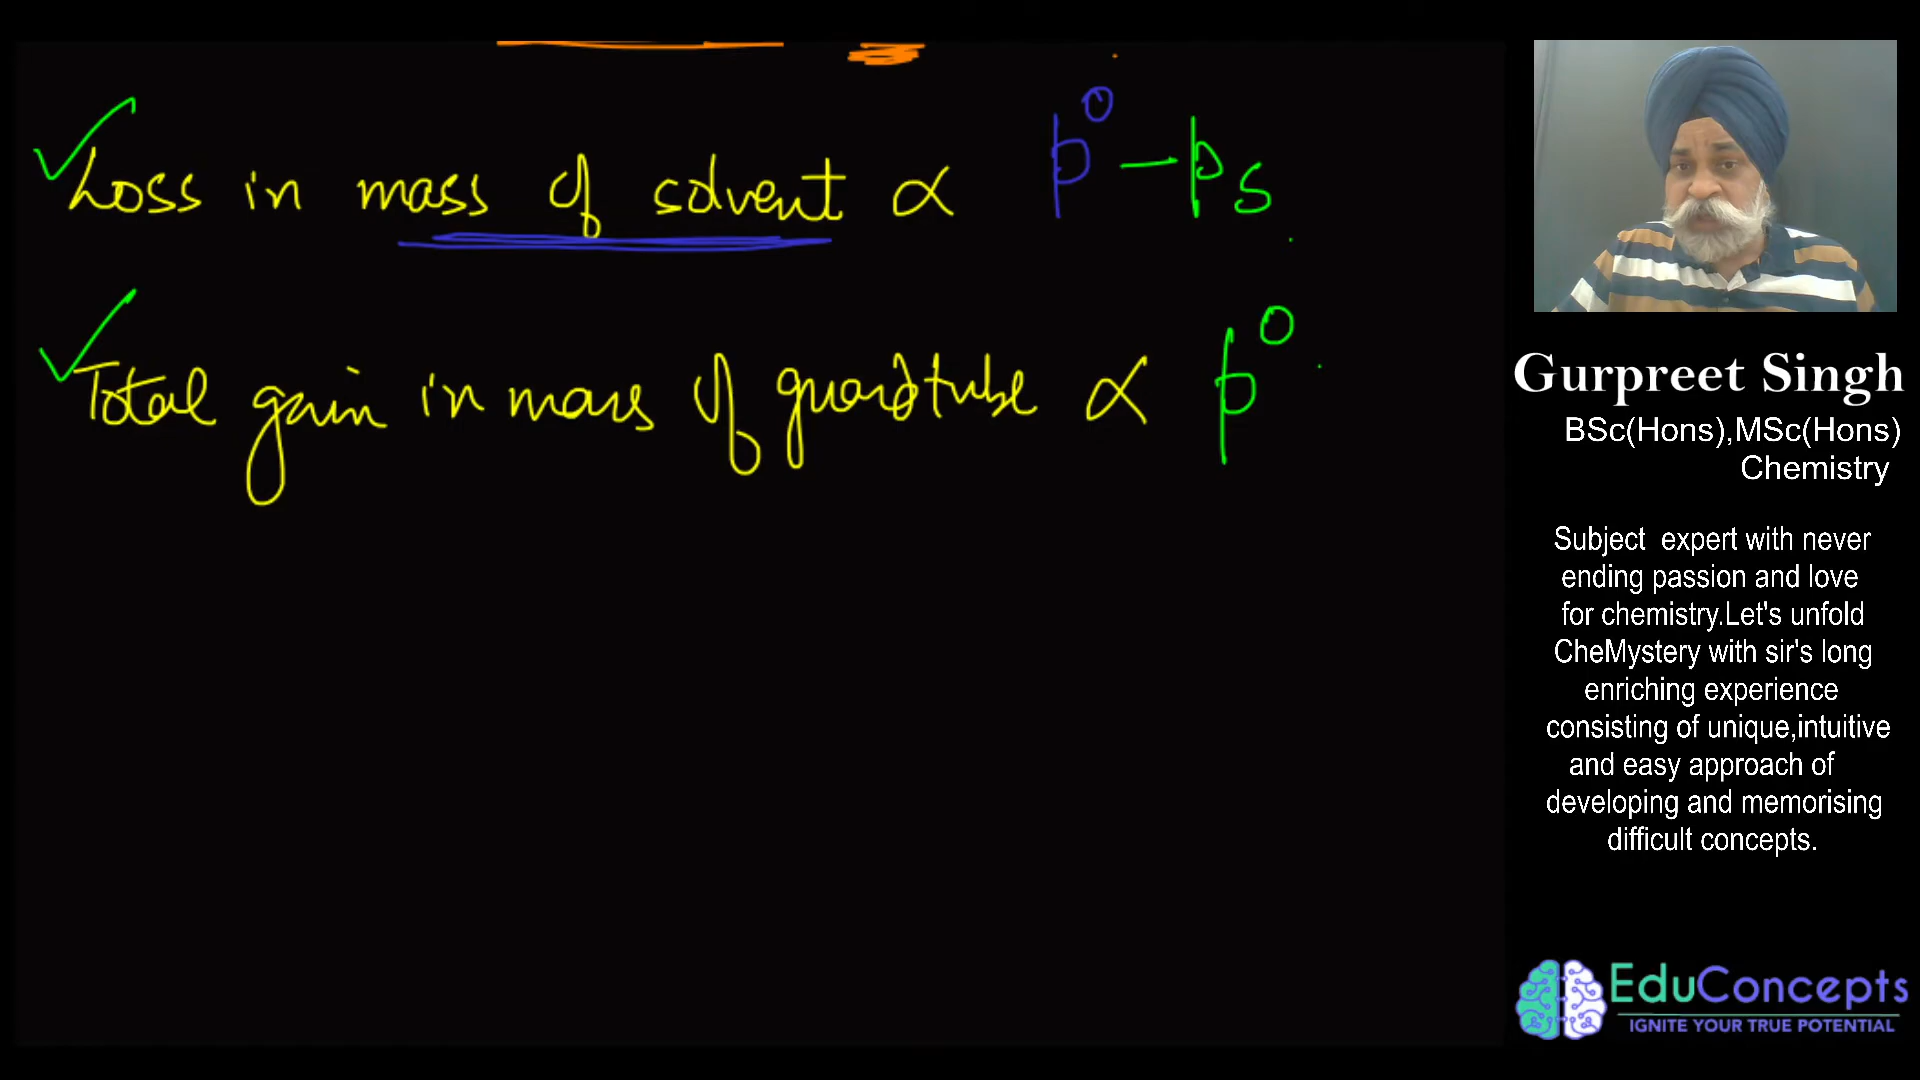 Loss in mass of solvent α p⁰ - ps
Total gain in mass of guardtube α p⁰
Gurpreet Singh
BSc(Hons),MSc(Hons)
Chemistry
Subject expert with never
ending passion and love
for chemistry.Let's unfold
CheMystery with sir's long
enriching experience
consisting of unique,intuitive
and easy approach of
developing and memorising
difficult concepts.
EduConcepts
IGNITE YOUR TRUE POTENTIAL